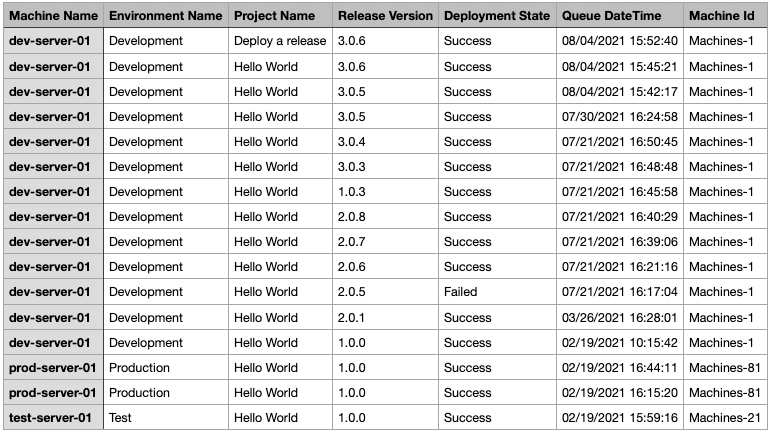 Machine Name Environment Name Project Name Release Version Deployment State Queue DateTime Machine Id
dev-server-01 Development Deploy a release 3.0.6 Success 08/04/2021 15:52:40 Machines-1
dev-server-01 Development Hello World 3.0.6 Success 08/04/2021 15:45:21 Machines-1
dev-server-01 Development Hello World 3.0.5 Success 08/04/2021 15:42:17 Machines-1
dev-server-01 Development Hello World 3.0.5 Success 07/30/2021 16:24:58 Machines-1
dev-server-01 Development Hello World 3.0.4 Success 07/21/2021 16:50:45 Machines-1
dev-server-01 Development Hello World 3.0.3 Success 07/21/2021 16:48:48 Machines-1
dev-server-01 Development Hello World 1.0.3 Success 07/21/2021 16:45:58 Machines-1
dev-server-01 Development Hello World 2.0.8 Success 07/21/2021 16:40:29 Machines-1
dev-server-01 Development Hello World 2.0.7 Success 07/21/2021 16:39:06 Machines-1
dev-server-01 Development Hello World 2.0.6 Success 07/21/2021 16:21:16 Machines-1
dev-server-01 Development Hello World 2.0.5 Failed 07/21/2021 16:17:04 Machines-1
dev-server-01 Development Hello World 2.0.1 Success 03/26/2021 16:28:01 Machines-1
dev-server-01 Development Hello World 1.0.0 Success 02/19/2021 10:15:42 Machines-1
prod-server-01 Production Hello World 1.0.0 Success 02/19/2021 16:44:11 Machines-81
prod-server-01 Production Hello World 1.0.0 Success 02/19/2021 16:15:20 Machines-81
test-server-01 Test Hello World 1.0.0 Success 02/19/2021 15:59:16 Machines-21